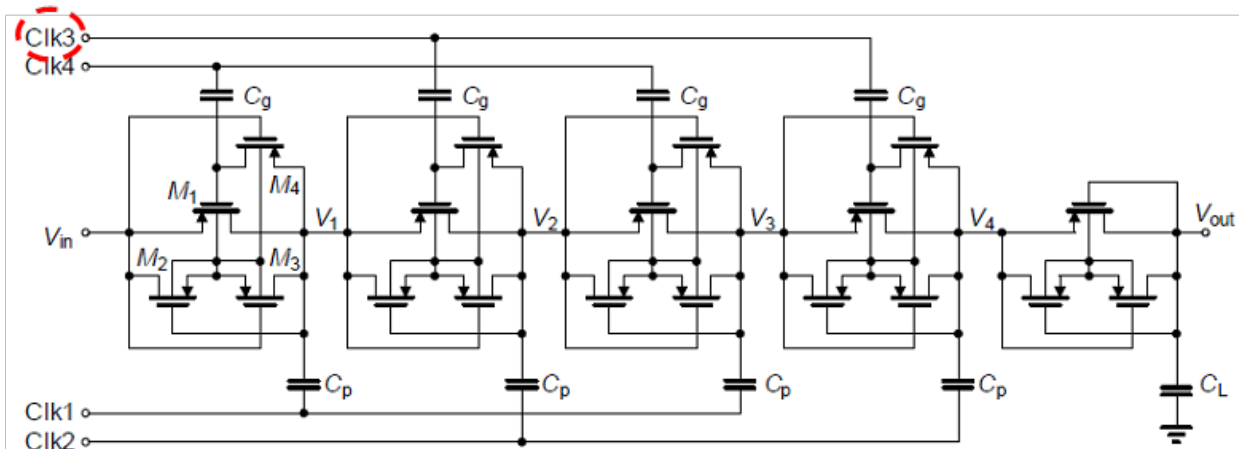 Clk3
Clk4
Cg Cg Cg Cg
M1 M4
Vin V1 V2 V3 V4 Vout
M2 M3
Cp Cp Cp Cp CL
Clk1
Clk2